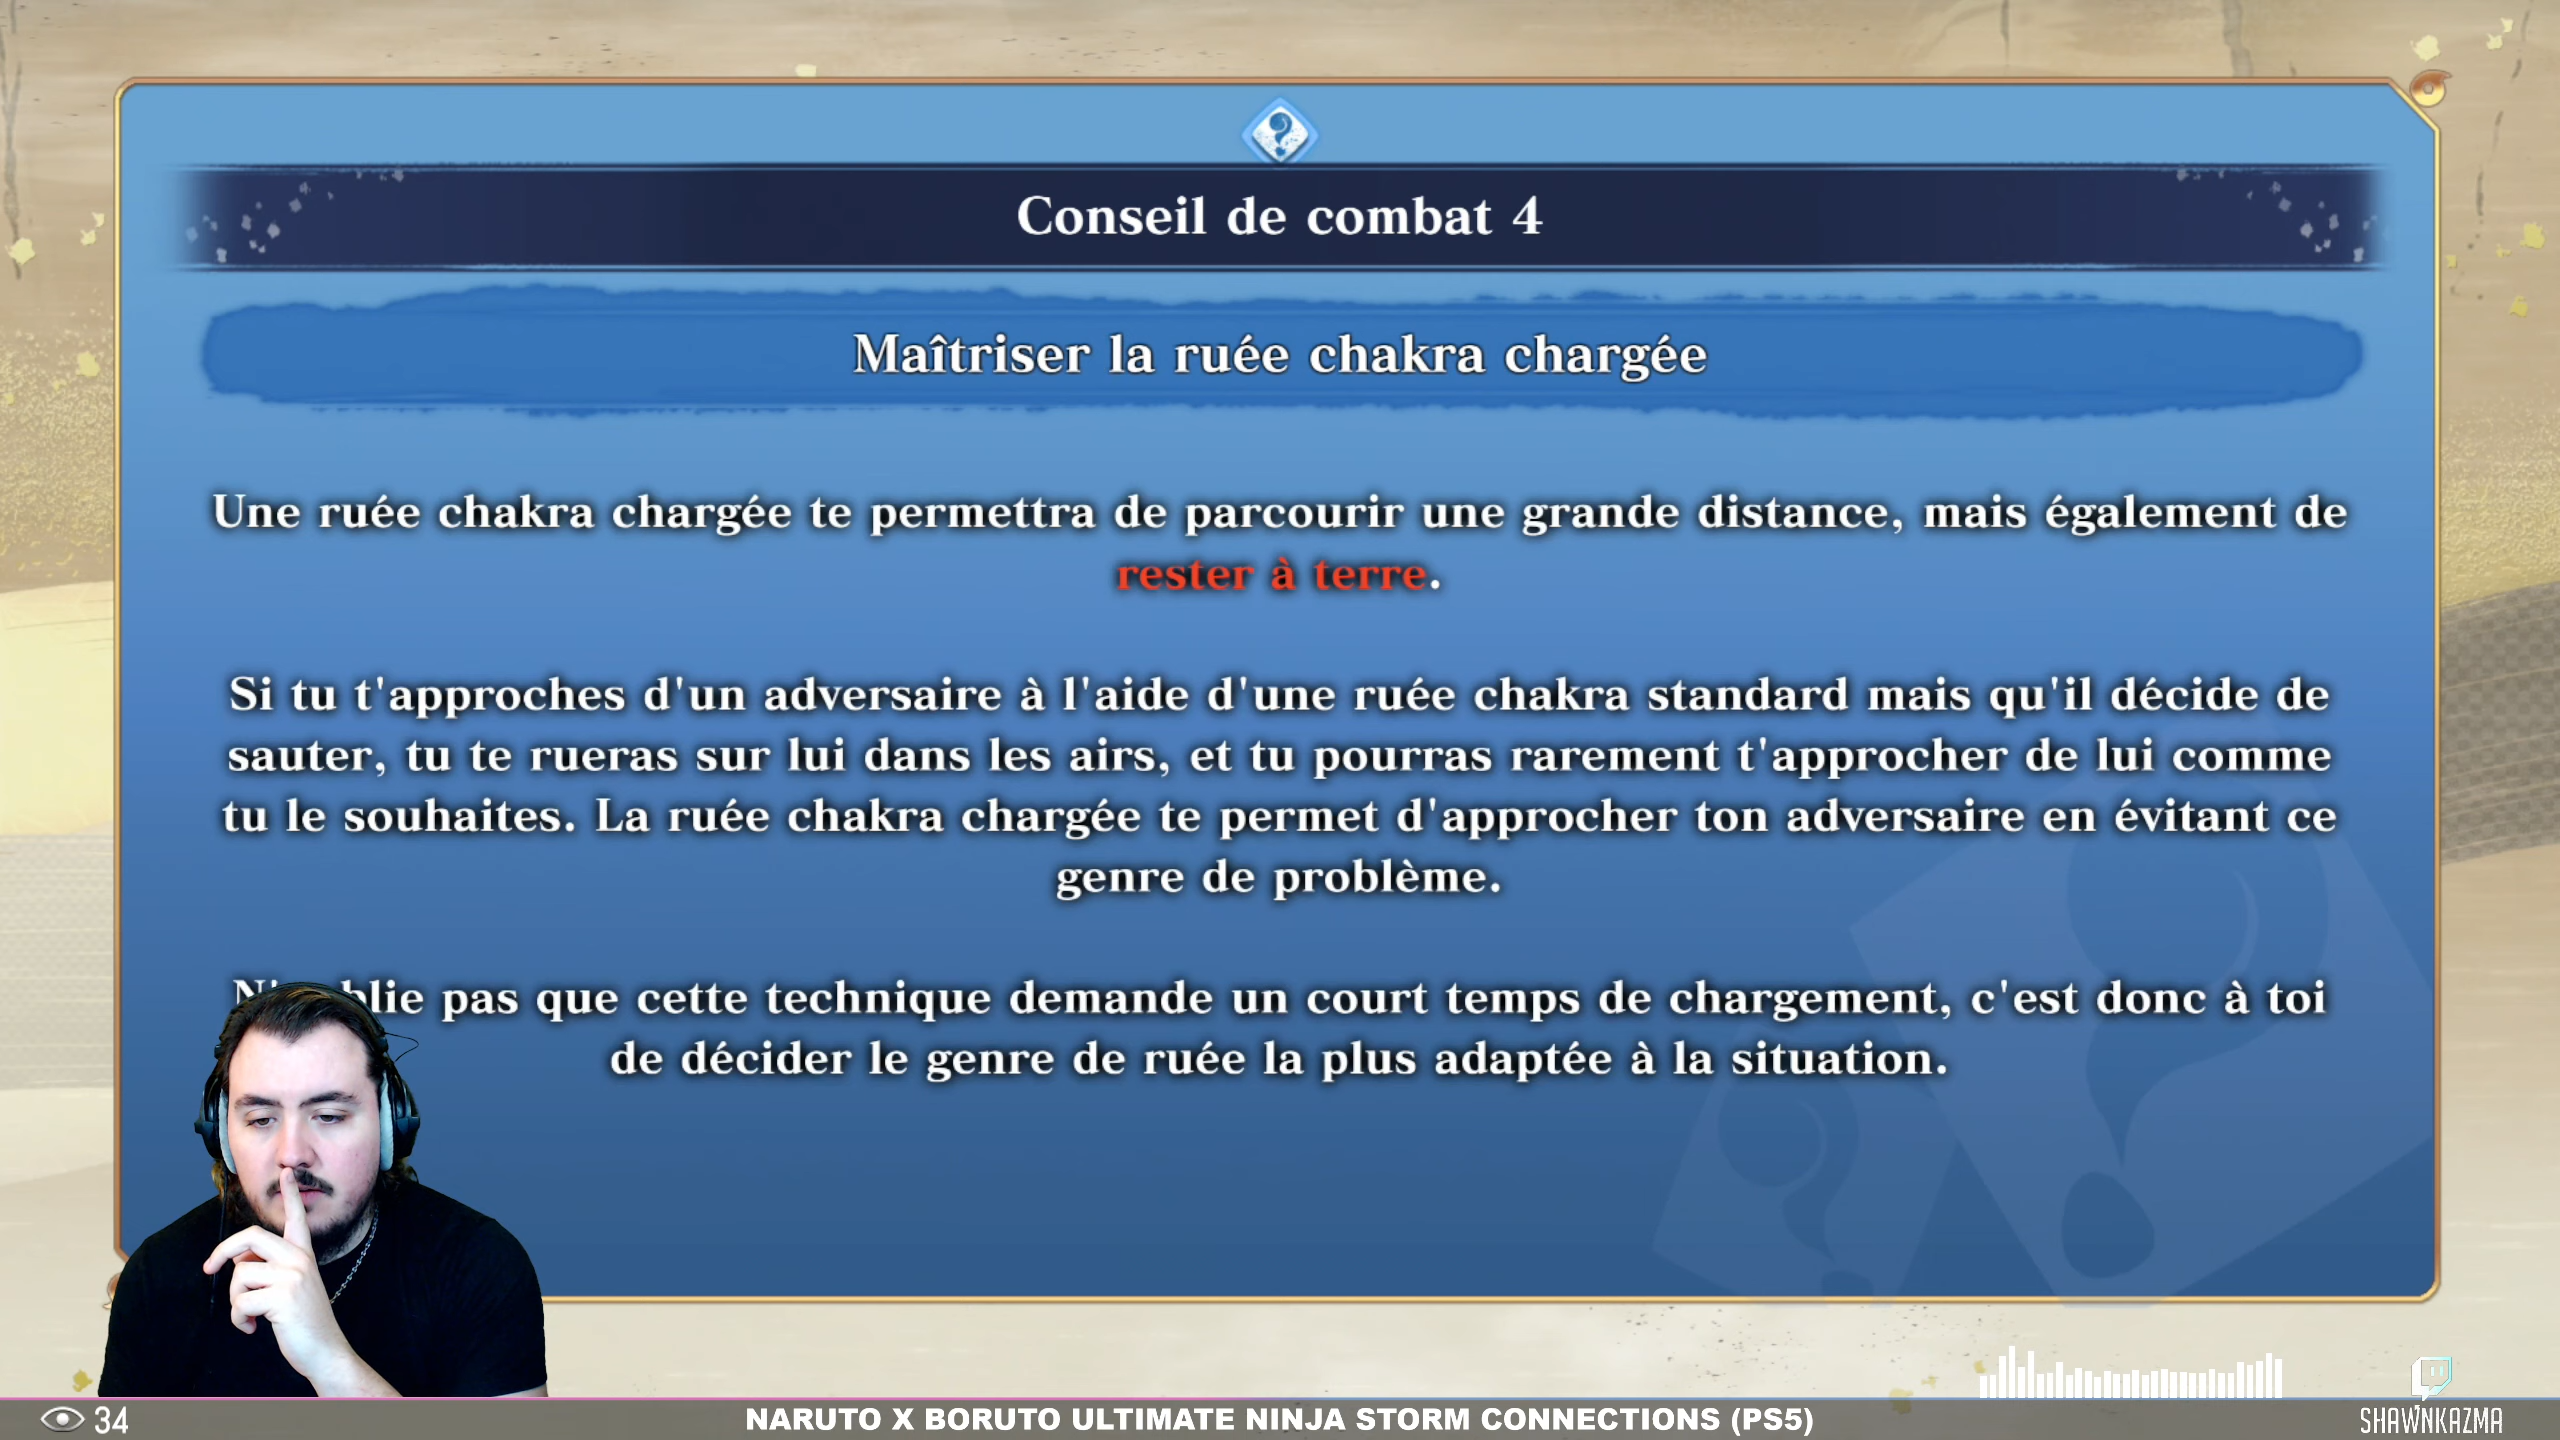 Conseil de combat 4
Maîtriser la ruée chakra chargée
Une ruée chakra chargée te permettra de parcourir une grande distance, mais également de
rester à terre.
Si tu t'approches d'un adversaire à l'aide d'une ruée chakra standard mais qu'il décide de
sauter, tu te rueras sur lui dans les airs, et tu pourras rarement t'approcher de lui comme
tu le souhaites. La ruée chakra chargée te permet d'approcher ton adversaire en évitant ce
genre de problème.
pas que cette technique demande un court temps de chargement, c'est donc à toi
de décider le genre de ruée la plus adaptée à la situation.
34
NARUTO X BORUTO ULTIMATE NINJA STORM CONNECTIONS (PS5)
SHAWNKAZMA